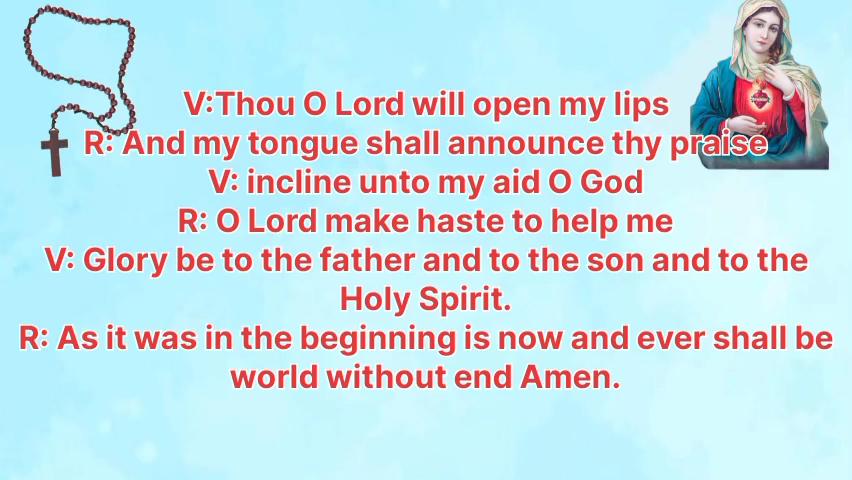 V:Thou O Lord will open my lips
R: And my tongue shall announce thy praise
V: incline unto my aid O God
R: O Lord make haste to help me
V: Glory be to the father and to the son and to the
Holy Spirit.
R: As it was in the beginning is now and ever shall be
world without end Amen.